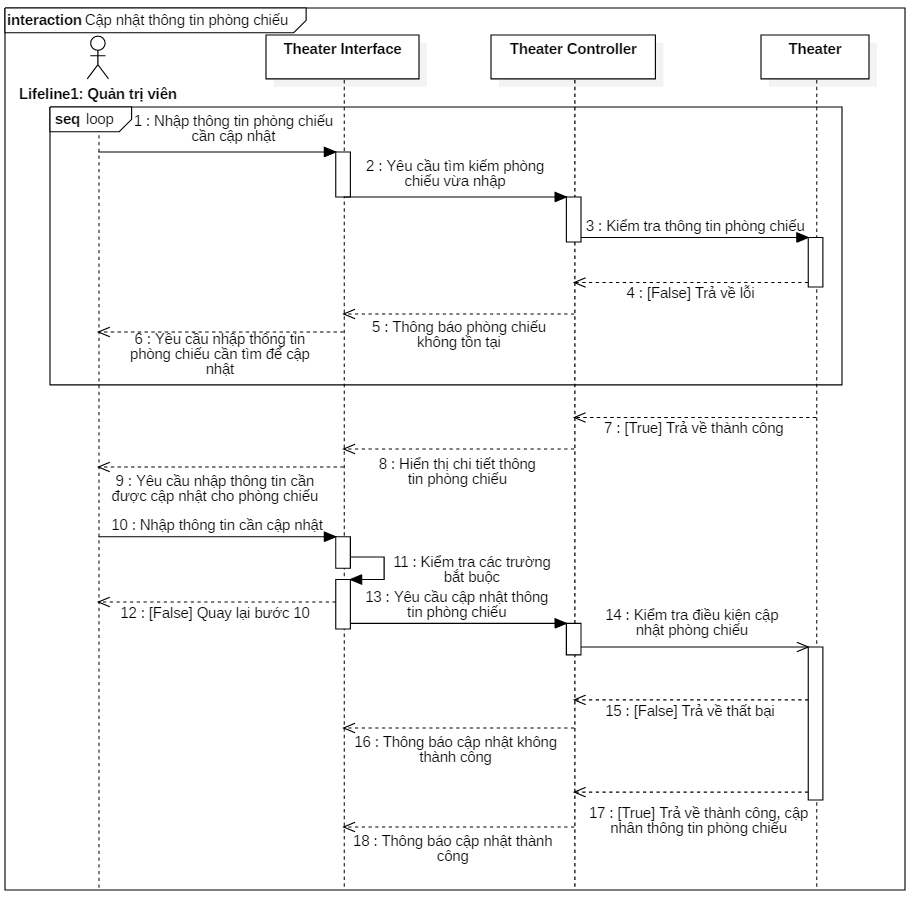 interaction Cập nhật thông tin phòng chiếu
Theater Interface
Theater Controller
Theater
Lifeline1: Quản trị viên
seq loop
1 : Nhập thông tin phòng chiếu
cần cập nhật
2 : Yêu cầu tìm kiếm phòng
chiếu vừa nhập
3 : Kiểm tra thông tin phòng chiếu
4 : [False] Trả về lỗi
5 : Thông báo phòng chiếu
không tồn tại
6 : Yêu cầu nhập thông tin
phòng chiếu cần tìm để cập
nhật
7 : [True] Trả về thành công
8 : Hiển thị chi tiết thông
tin phòng chiếu
9 : Yêu cầu nhập thông tin cần
được cập nhật cho phòng chiếu
10 : Nhập thông tin cần cập nhật
11 : Kiểm tra các trường
bắt buộc
12 : [False] Quay lại bước 10
13 : Yêu cầu cập nhật thông
tin phòng chiếu
14 : Kiểm tra điều kiện cập
nhật phòng chiếu
15 : [False] Trả về thất bại
16 : Thông báo cập nhật không
thành công
17 : [True] Trả về thành công, cập
nhân thông tin phòng chiếu
18 : Thông báo cập nhật thành
công